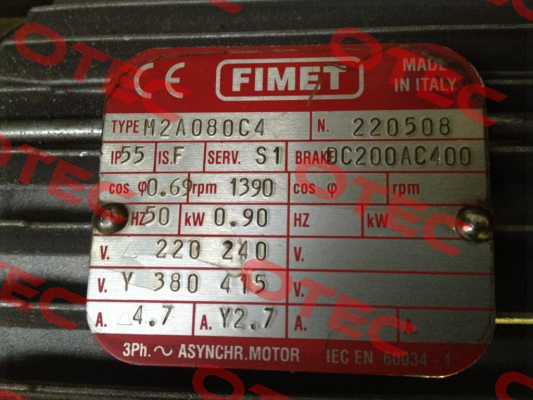 CE FIMET MADE IN ITALY
TYPE M2A080C4 N. 220508
IP55 IS.F SERV. S1 BRAKE DC200AC400
cos φ 0.69 rpm 1390 cos φ rpm
HZ 50 kW 0.90 HZ kW
V. △ 220 240 V.
V. Y 380 415 V.
A. △4.7 A. Y2.7 A. A.
3Ph.~ ASYNCHR.MOTOR IEC EN 60034 - 1
OTEC
OTEC
OTEC
OTEC
OTEC